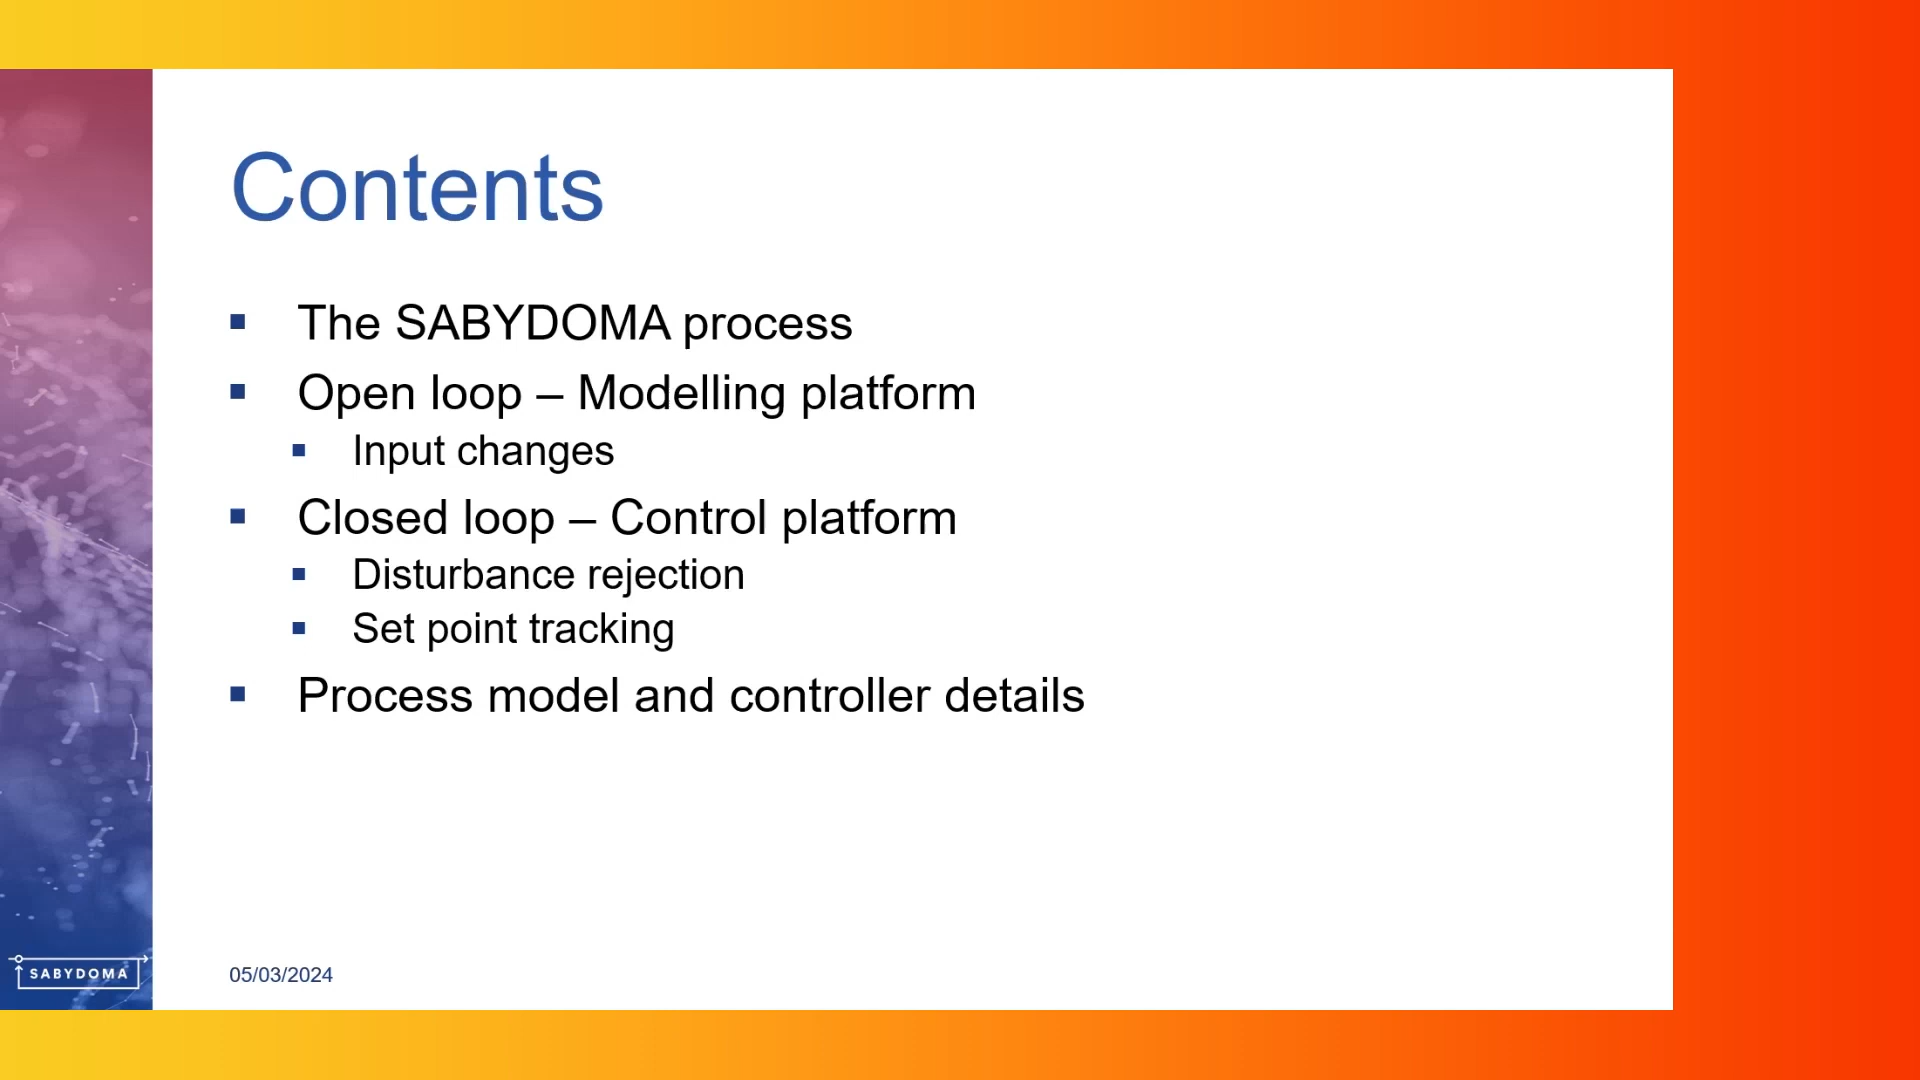 Contents
The SABYDOMA process
Open loop – Modelling platform
Input changes
Closed loop – Control platform
Disturbance rejection
Set point tracking
Process model and controller details
SABYDOMA
05/03/2024